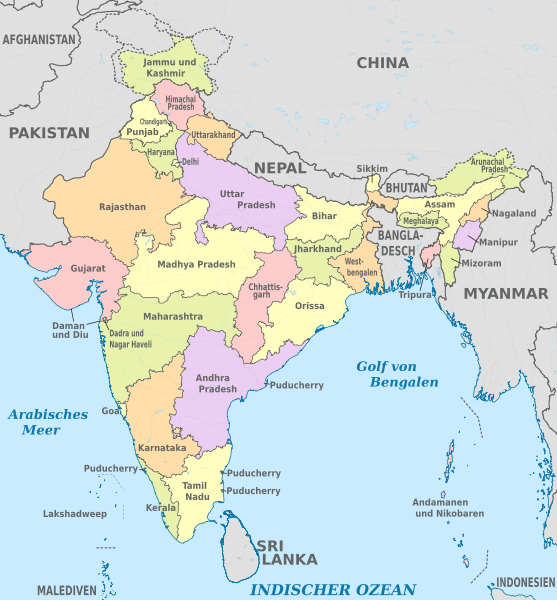 AFGHANISTAN
Jammu und
Kashmir
CHINA
Himachal
Pradesh
Chandigarh
Punjab
PAKISTAN
Uttarakhand
Haryana
Delhi
NEPAL
Sikkim
Arunachal
Pradesh
BHUTAN
Uttar
Pradesh
Rajasthan
Bihar
Assam
Nagaland
Meghalaya
BANGLA-
DESCH
Manipur
Jharkhand
Mizoram
Madhya Pradesh
West-
bengalen
Gujarat
Chhattis-
garh
Tripura
MYANMAR
Orissa
Maharashtra
Daman
und Diu
Dadra und
Nagar Haveli
Golf von
Bengalen
Andhra
Pradesh
Puducherry
Arabisches
Meer
Goa
Karnataka
Puducherry
Puducherry
Tamil
Nadu
Puducherry
Andamanen
und Nikobaren
Lakshadweep
Kerala
SRI
LANKA
INDONESIEN
MALEDIVEN
INDISCHER OZEAN